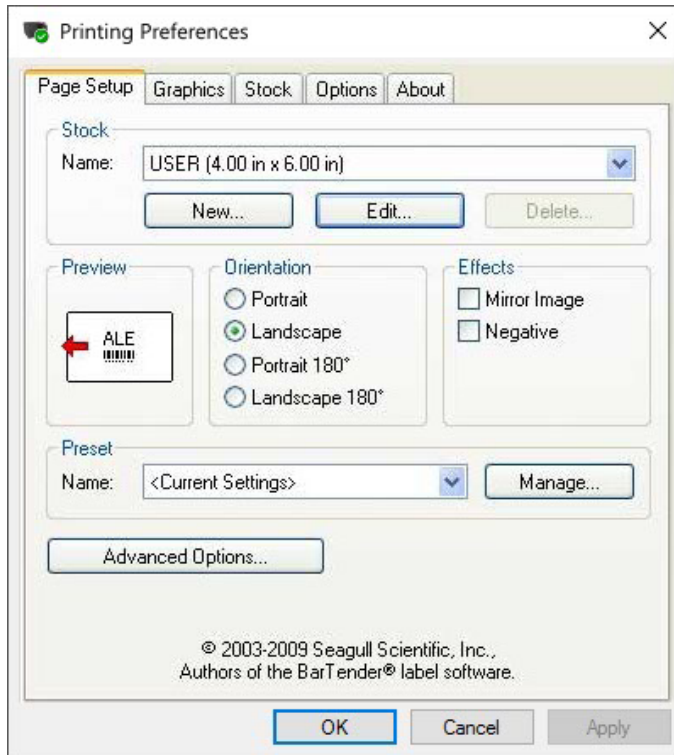 Printing Preferences
Page Setup Graphics Stock Options About
Stock
Name: USER (4.00 in x 6.00 in)
New... Edit... Delete...
Preview Orientation Effects
Portrait Mirror Image
ALE Landscape Negative
Portrait 180°
Landscape 180°
Preset
Name: <Current Settings> Manage...
Advanced Options...
© 2003-2009 Seagull Scientific, Inc.,
Authors of the BarTender® label software.
OK Cancel Apply